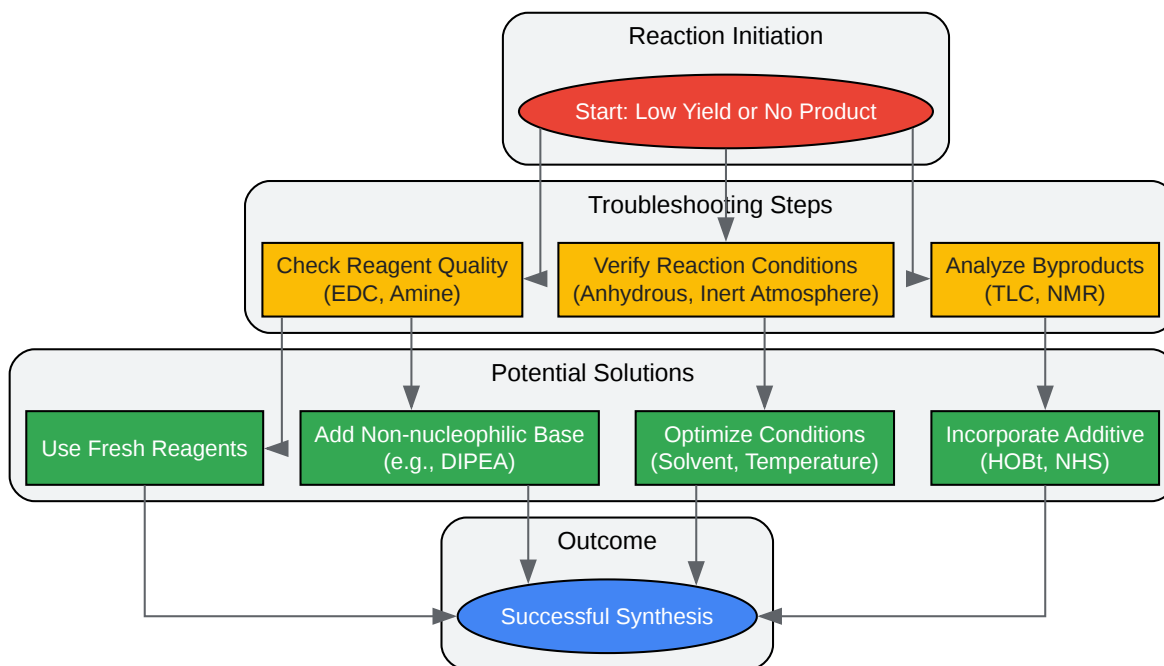 Reaction Initiation
Start: Low Yield or No Product
Troubleshooting Steps
Check Reagent Quality
(EDC, Amine)
Verify Reaction Conditions
(Anhydrous, Inert Atmosphere)
Analyze Byproducts
(TLC, NMR)
Potential Solutions
Use Fresh Reagents
Add Non-nucleophilic Base
(e.g., DIPEA)
Optimize Conditions
(Solvent, Temperature)
Incorporate Additive
(HOBt, NHS)
Outcome
Successful Synthesis